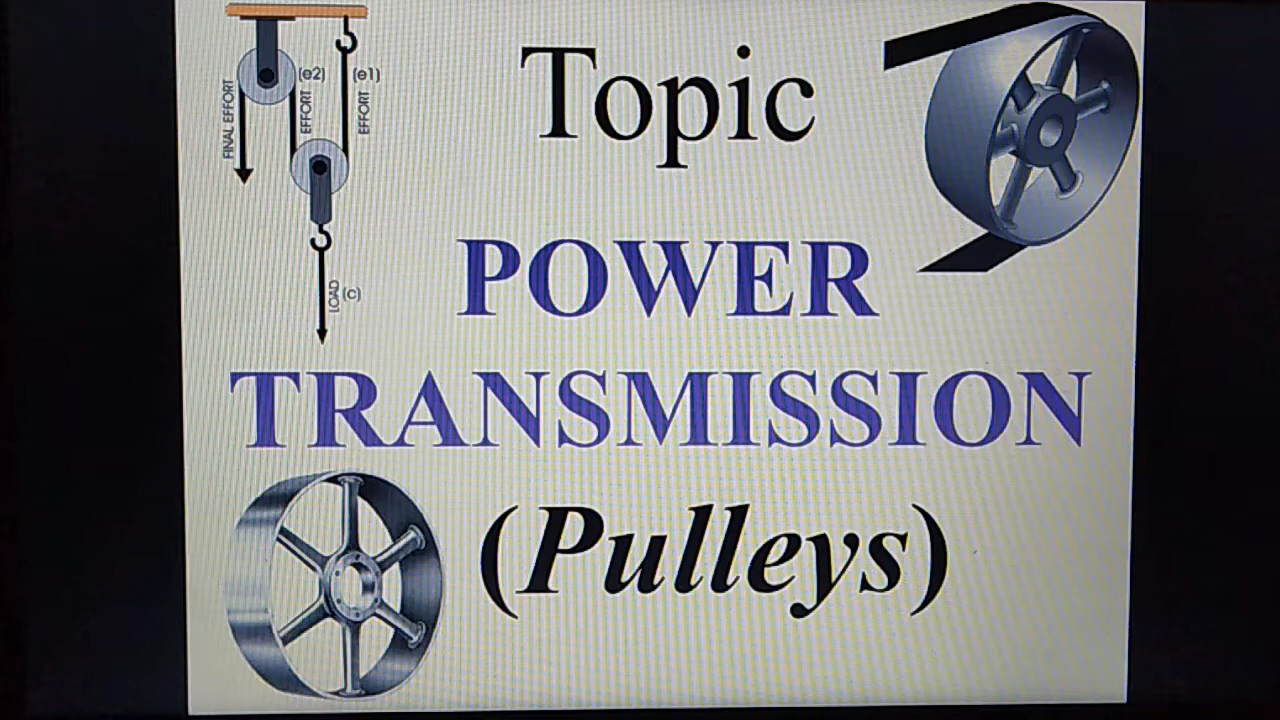 Topic
POWER
TRANSMISSION
(Pulleys)
FINAL EFFORT
(e2)
EFFORT
(e1)
EFFORT
LOAD
(c)